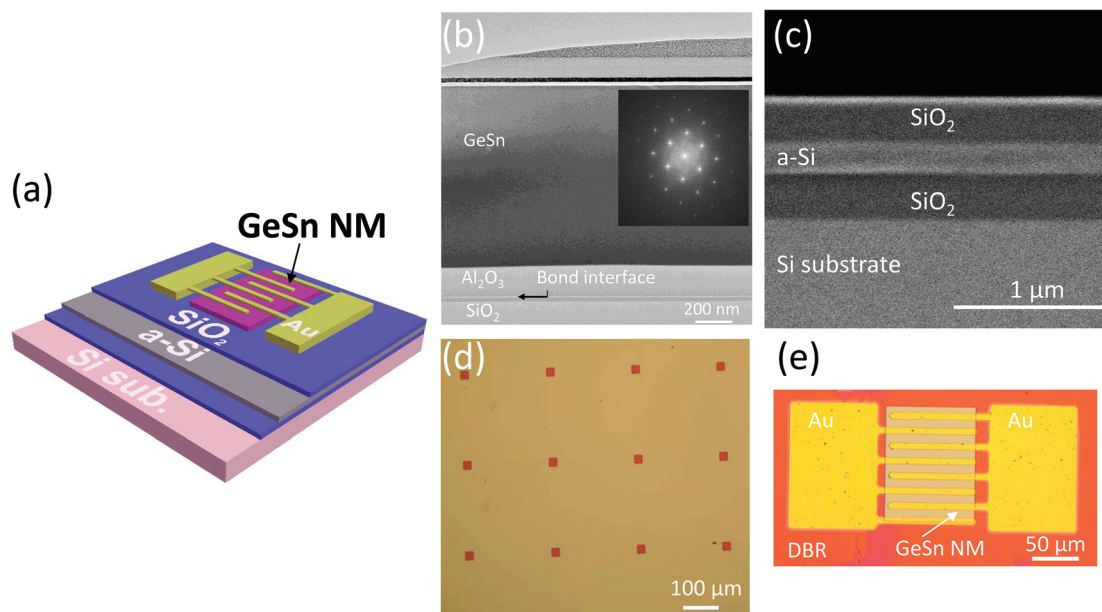 (a)
GeSn NM
Au
SiO₂
a-Si
Si sub.
(b)
GeSn
Al₂O₃
Bond interface
SiO₂
200 nm
(c)
SiO₂
a-Si
SiO₂
Si substrate
1 μm
(d)
100 μm
(e)
Au
Au
GeSn NM
DBR
50 μm